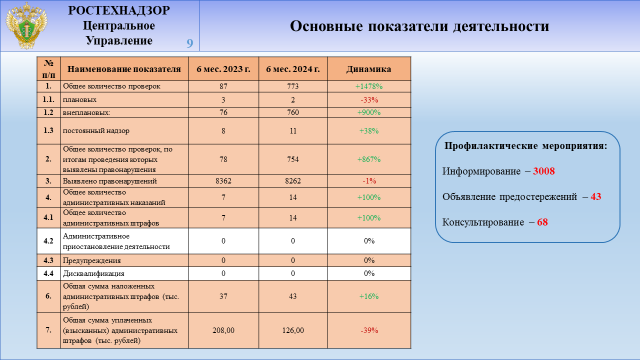 РОСТЕХНАДЗОР
Центральное
Управление
9
Основные показатели деятельности
№ п/п Наименование показателя 6 мес. 2023 г. 6 мес. 2024 г. Динамика
1. Общее количество проверок 87 773 +1478%
1.1. плановых 3 2 -33%
1.2 внеплановых: 76 760 +900%
1.3 постоянный надзор 8 11 +38%
2. Общее количество проверок, по
итогам проведения которых
выявлены правонарушения 78 754 +867%
3. Выявлено правонарушений 8362 8262 -1%
4. Общее количество
административных наказаний 7 14 +100%
4.1 Общее количество
административных штрафов 7 14 +100%
4.2 Административное
приостановление деятельности 0 0 0%
4.3 Предупреждения 0 0 0%
4.4 Дисквалификация 0 0 0%
6. Общая сумма наложенных
административных штрафов (тыс.
рублей) 37 43 +16%
7. Общая сумма уплаченных
(взысканных) административных
штрафов (тыс. рублей) 208,00 126,00 -39%
Профилактические мероприятия:
Информирование – 3008
Объявление предостережений – 43
Консультирование – 68